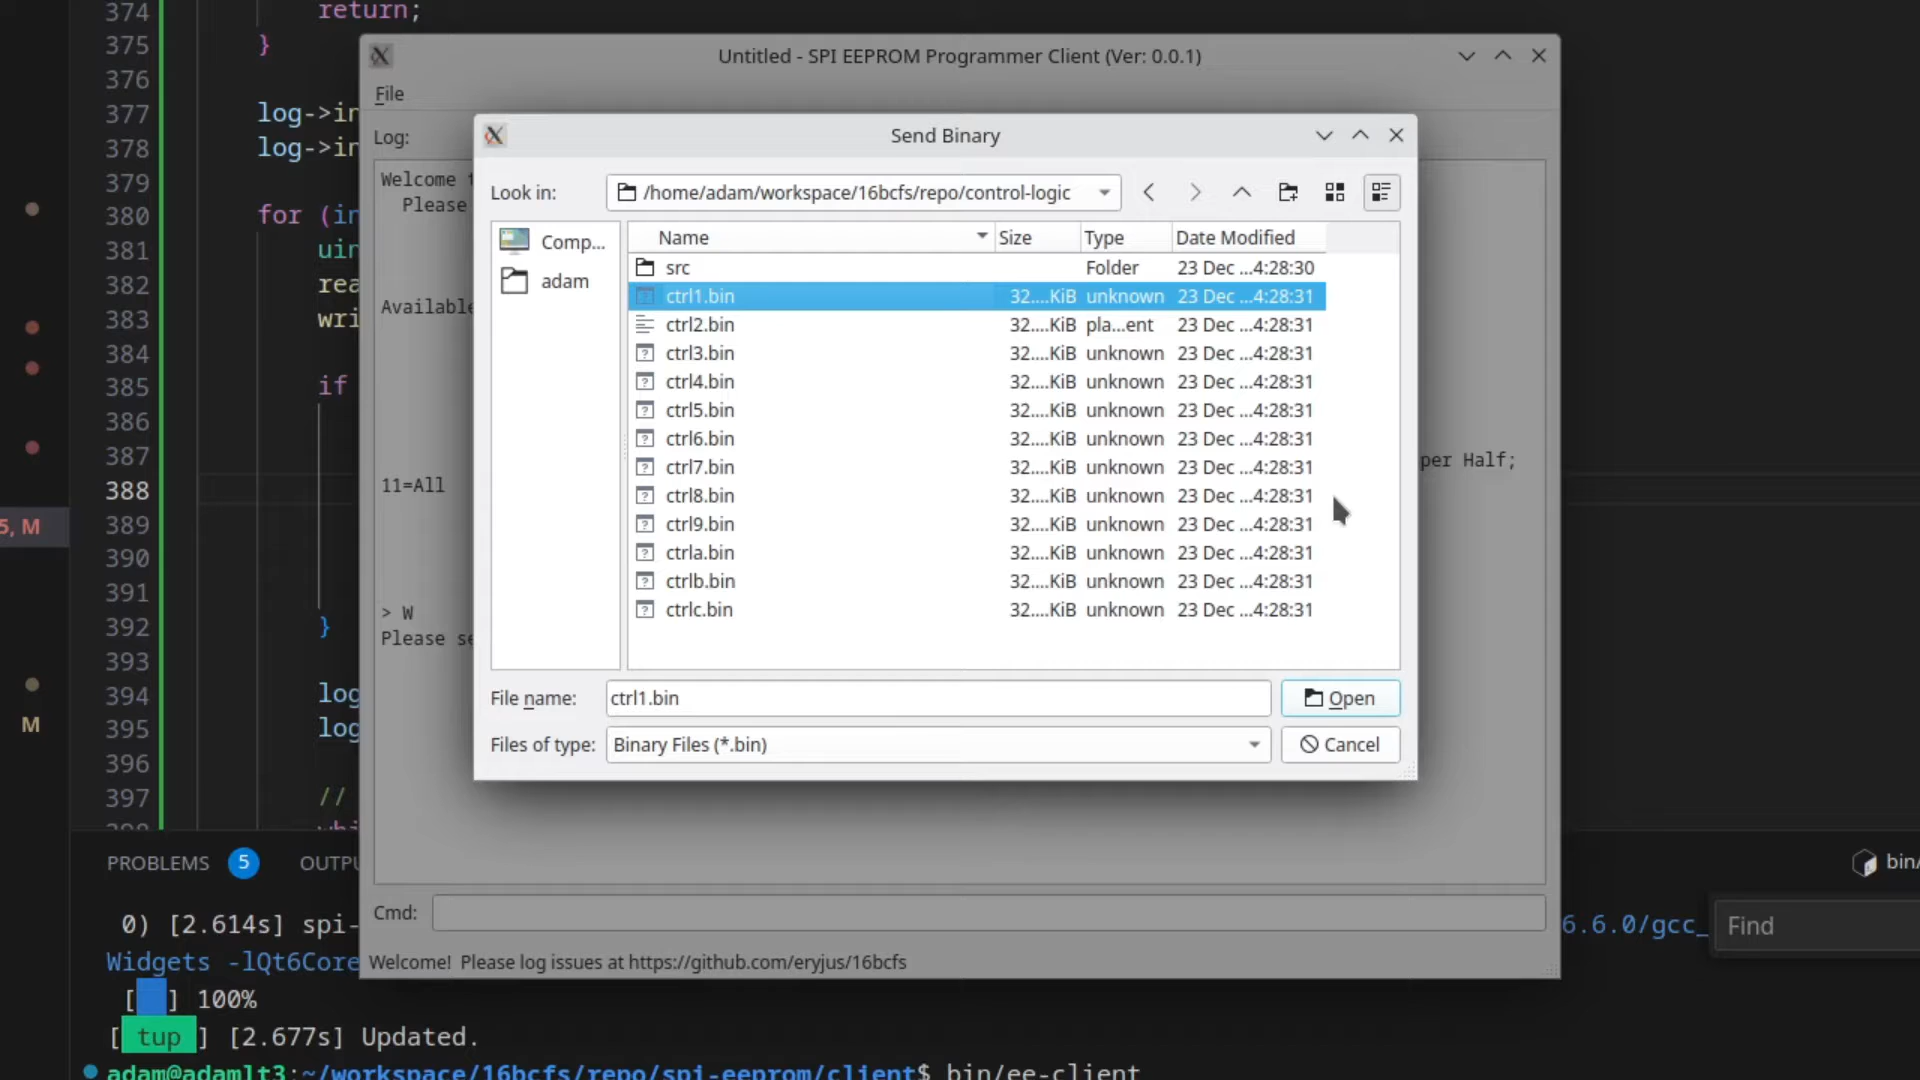 374 return;
375 }
376
377 log->in
378 log->in
379
380 for (in
381 uin
382 rea
383 wri
384
385 if
386
387
388
389
390
391
392 }
393
394 log
395 log
396
397 //
5, M
M
Untitled - SPI EEPROM Programmer Client (Ver: 0.0.1)
File
Log:
Welcome
Please
Available
11=All
per Half;
> W
Please se
Send Binary
Look in: /home/adam/workspace/16bcfs/repo/control-logic
Comp...
adam
Name Size Type Date Modified
src Folder 23 Dec ...4:28:30
ctrl1.bin 32....KiB unknown 23 Dec ...4:28:31
ctrl2.bin 32....KiB pla...ent 23 Dec ...4:28:31
ctrl3.bin 32....KiB unknown 23 Dec ...4:28:31
ctrl4.bin 32....KiB unknown 23 Dec ...4:28:31
ctrl5.bin 32....KiB unknown 23 Dec ...4:28:31
ctrl6.bin 32....KiB unknown 23 Dec ...4:28:31
ctrl7.bin 32....KiB unknown 23 Dec ...4:28:31
ctrl8.bin 32....KiB unknown 23 Dec ...4:28:31
ctrl9.bin 32....KiB unknown 23 Dec ...4:28:31
ctrla.bin 32....KiB unknown 23 Dec ...4:28:31
ctrlb.bin 32....KiB unknown 23 Dec ...4:28:31
ctrlc.bin 32....KiB unknown 23 Dec ...4:28:31
File name: ctrl1.bin Open
Files of type: Binary Files (*.bin) Cancel
Cmd:
Welcome! Please log issues at https://github.com/eryjus/16bcfs
PROBLEMS 5 OUTPU
bin/
0) [2.614s] spi-
6.6.0/gcc_
Find
Widgets -lQt6Core
[ ] 100%
[ tup ] [2.677s] Updated.
adam@adamlt3:~/workspace/16bcfs/repo/spi-eeprom/client$ bin/ee-client